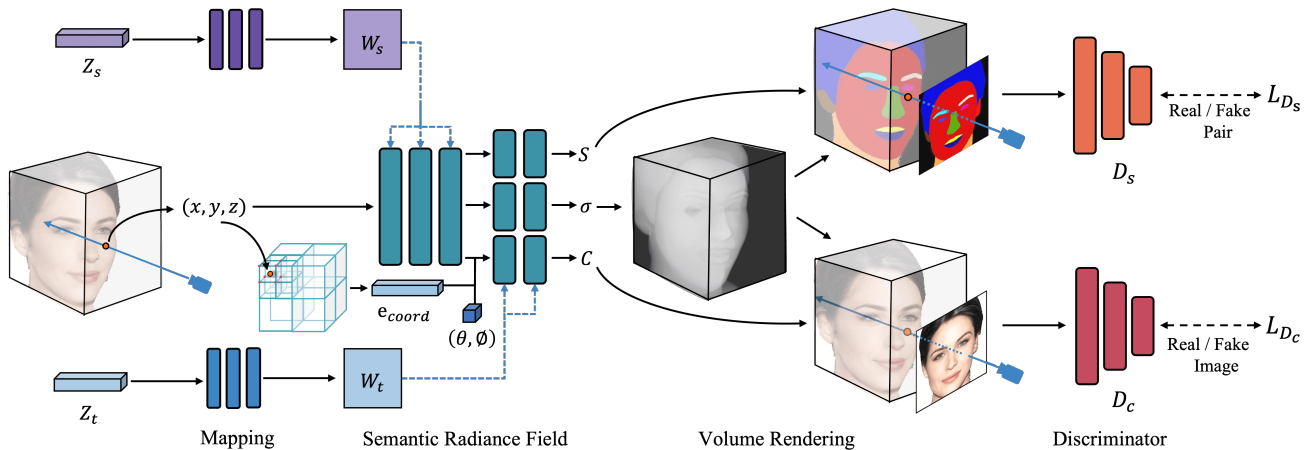 Z_s
W_s
(x, y, z)
e_coord
(θ, ∅)
Z_t
W_t
S
σ
C
D_s
Real / Fake
Pair
L_{D_s}
D_c
Real / Fake
Image
L_{D_c}
Mapping
Semantic Radiance Field
Volume Rendering
Discriminator